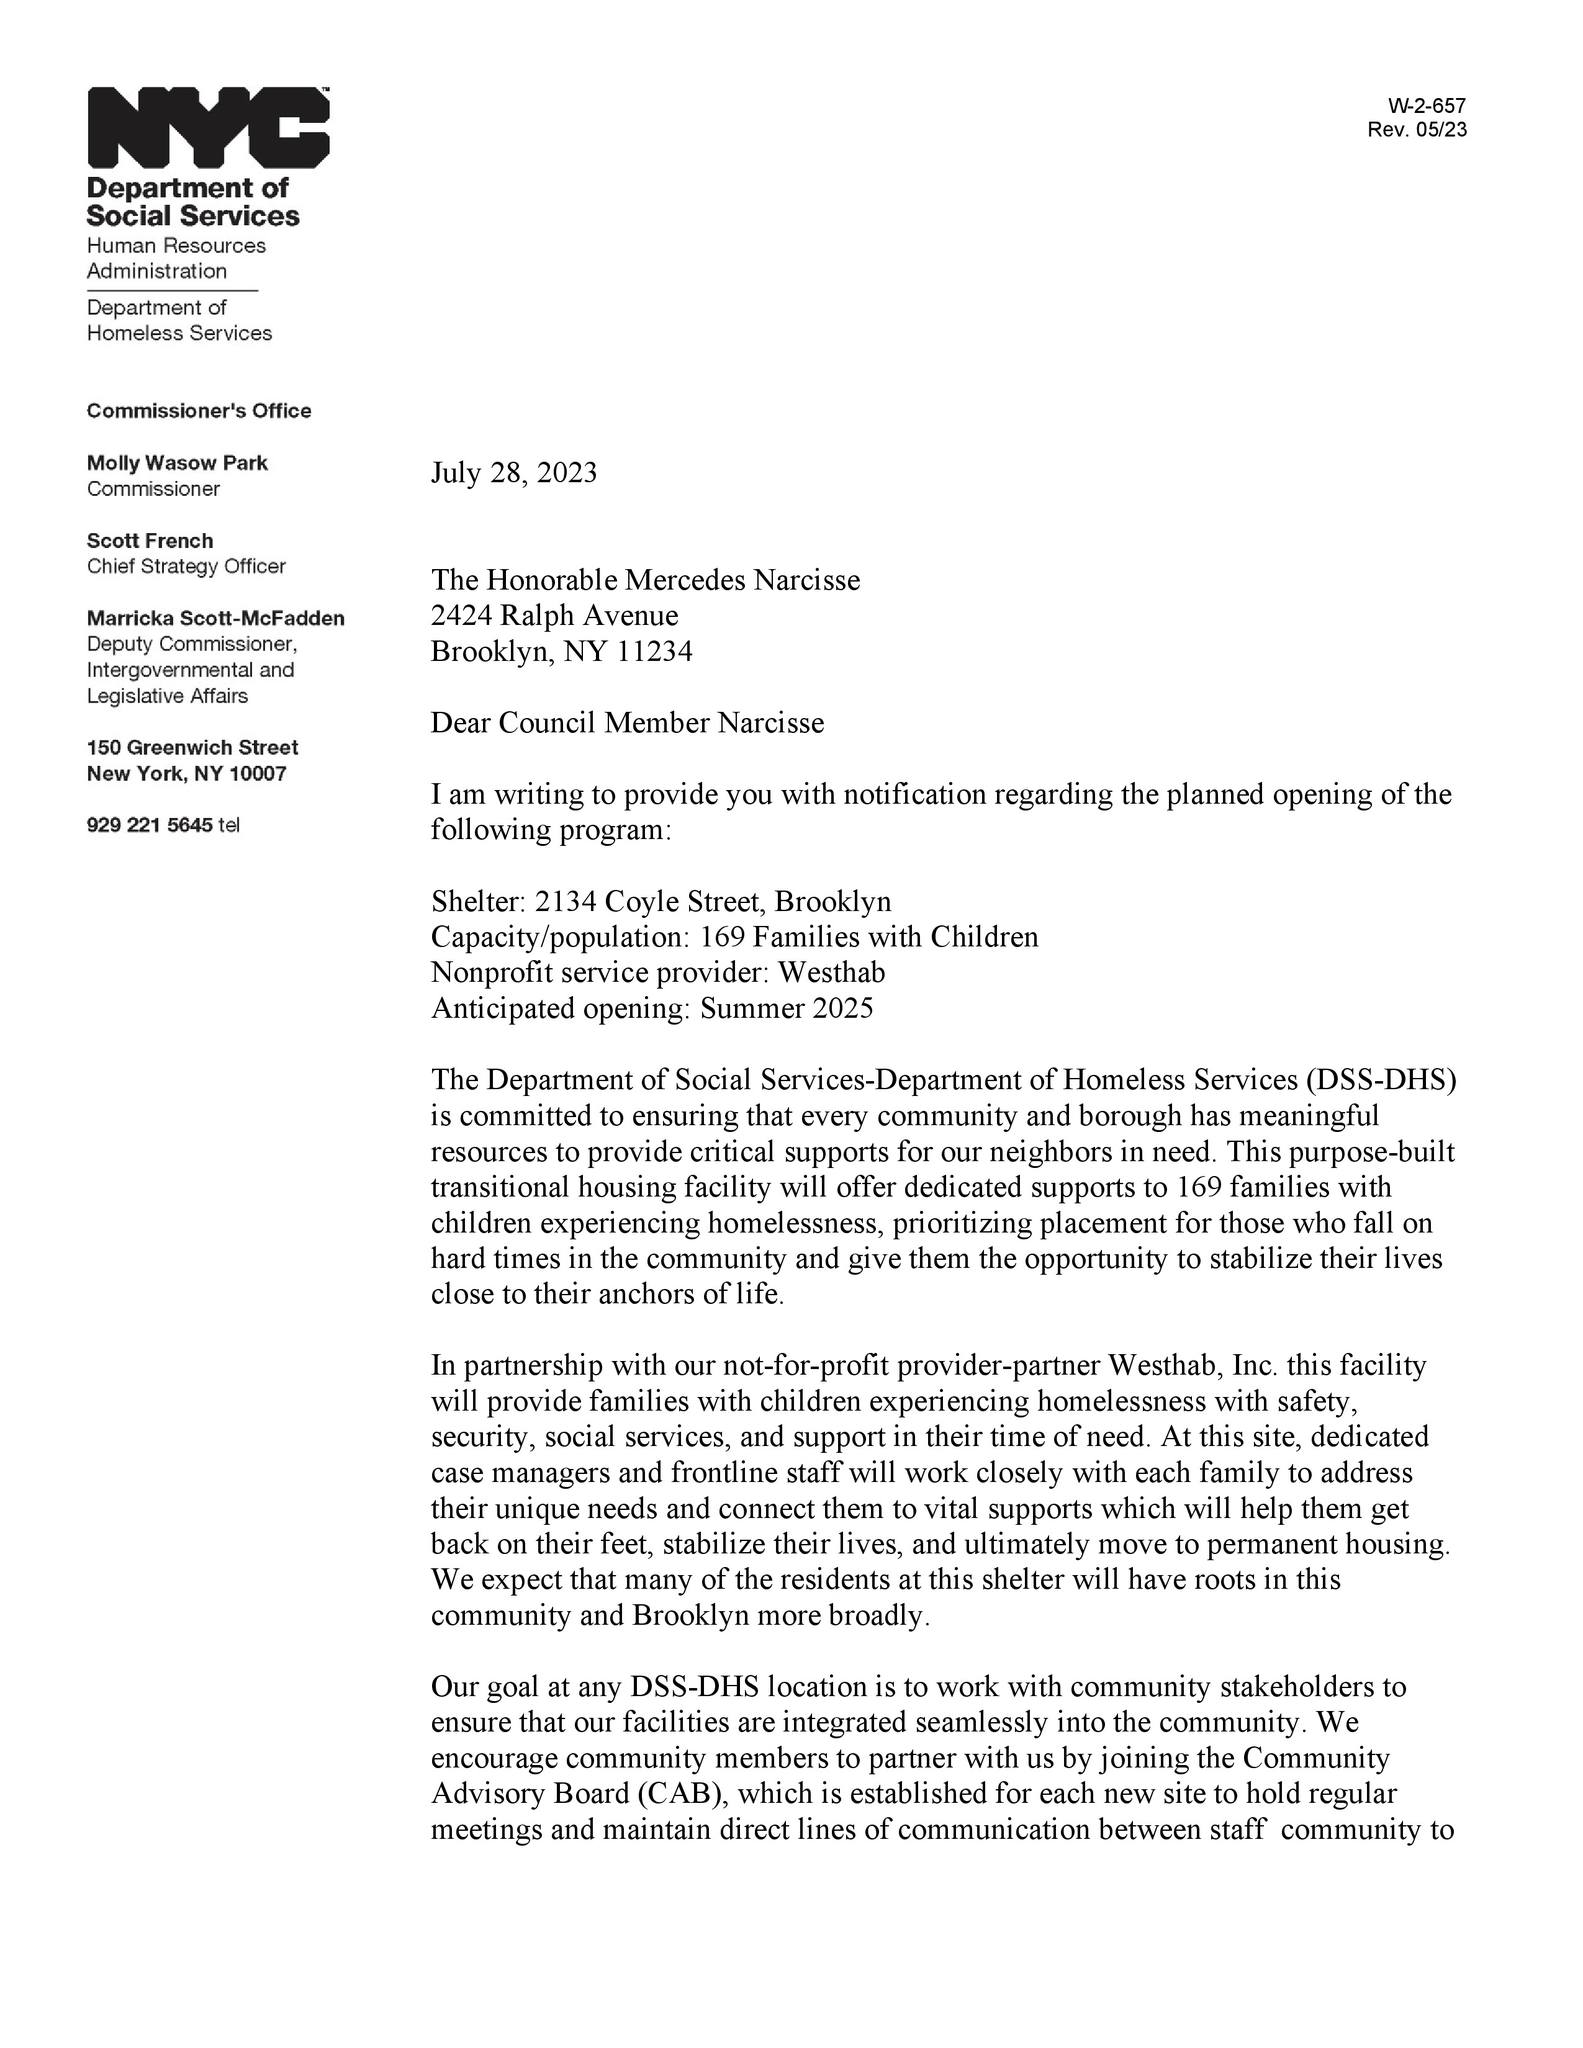 NYC™
Department of
Social Services
Human Resources
Administration
Department of
Homeless Services
W-2-657
Rev. 05/23
Commissioner's Office
Molly Wasow Park
Commissioner
Scott French
Chief Strategy Officer
Marricka Scott-McFadden
Deputy Commissioner,
Intergovernmental and
Legislative Affairs
150 Greenwich Street
New York, NY 10007
929 221 5645 tel
July 28, 2023
The Honorable Mercedes Narcisse
2424 Ralph Avenue
Brooklyn, NY 11234
Dear Council Member Narcisse
I am writing to provide you with notification regarding the planned opening of the
following program:
Shelter: 2134 Coyle Street, Brooklyn
Capacity/population: 169 Families with Children
Nonprofit service provider: Westhab
Anticipated opening: Summer 2025
The Department of Social Services-Department of Homeless Services (DSS-DHS)
is committed to ensuring that every community and borough has meaningful
resources to provide critical supports for our neighbors in need. This purpose-built
transitional housing facility will offer dedicated supports to 169 families with
children experiencing homelessness, prioritizing placement for those who fall on
hard times in the community and give them the opportunity to stabilize their lives
close to their anchors of life.
In partnership with our not-for-profit provider-partner Westhab, Inc. this facility
will provide families with children experiencing homelessness with safety,
security, social services, and support in their time of need. At this site, dedicated
case managers and frontline staff will work closely with each family to address
their unique needs and connect them to vital supports which will help them get
back on their feet, stabilize their lives, and ultimately move to permanent housing.
We expect that many of the residents at this shelter will have roots in this
community and Brooklyn more broadly.
Our goal at any DSS-DHS location is to work with community stakeholders to
ensure that our facilities are integrated seamlessly into the community. We
encourage community members to partner with us by joining the Community
Advisory Board (CAB), which is established for each new site to hold regular
meetings and maintain direct lines of communication between staff  community to